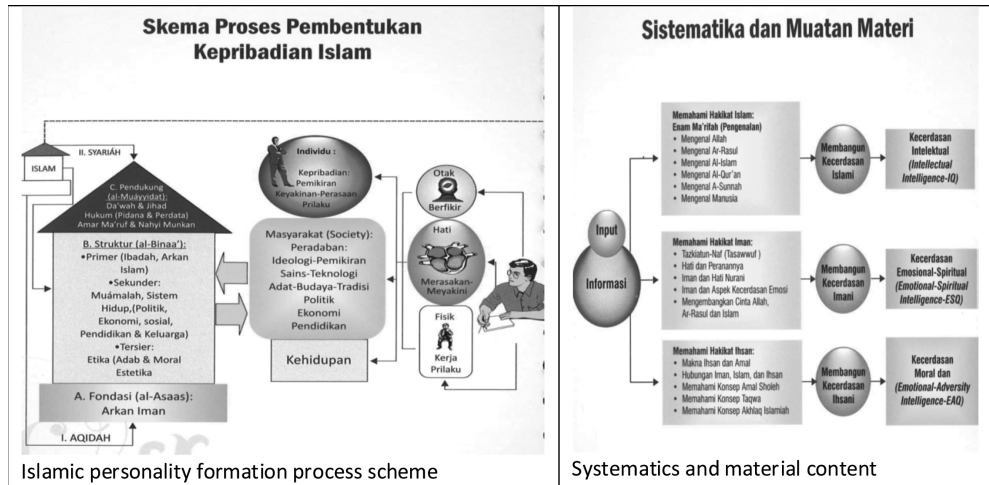 Skema Proses Pembentukan
Kepribadian Islam
ISLAM
II. SYARIÁH
C. Pendukung
(al-Muáyyidat):
Da'wah & Jihad
Hukum (Pidana & Perdata)
Amar Ma'ruf & Nahyi Munkan
B. Struktur (al-Binaa'):
•Primer (Ibadah, Arkan
Islam)
•Sekunder:
Muámalah, Sistem
Hidup,(Politik,
Ekonomi, sosial,
Pendidikan & Keluarga)
•Tersier:
Etika (Adab & Moral
Estetika
A. Fondasi (al-Asaas):
Arkan Iman
I. AQIDAH
Individu :
Kepribadian:
Pemikiran
Keyakinan-Perasaan
Prilaku
Masyarakat (Society):
Peradaban:
Ideologi-Pemikiran
Sains-Teknologi
Adat-Budaya-Tradisi
Politik
Ekonomi
Pendidikan
Kehidupan
Otak
Berfikir
Hati
Merasakan-
Meyakini
Fisik
Kerja
Prilaku
Islamic personality formation process scheme
Sistematika dan Muatan Materi
Input
Informasi
Memahami Hakikat Islam:
Enam Ma'rifah (Pengenalan)
• Mengenal Allah
• Mengenal Ar-Rasul
• Mengenal Al-Islam
• Mengenal Al-Qur'an
• Mengenal A-Sunnah
• Mengenal Manusia
Membangun
Kecerdasan
Islami
Kecerdasan
Intelektual
(Intellectual
Intelligence-IQ)
Memahami Hakikat Iman:
• Tazkiatun-Naf (Tasawwuf )
• Hati dan Peranannya
• Iman dan Hati Nurani
• Iman dan Aspek Kecerdasan Emosi
• Mengembangkan Cinta Allah,
Ar-Rasul dan Islam
Membangun
Kecerdasan
Imani
Kecerdasan
Emosional-Spiritual
(Emotional-Spiritual
Intelligence-ESQ)
Memahami Hakikat Ihsan:
• Makna Ihsan dan Amal
• Hubungan Iman, Islam, dan Ihsan
• Memahami Konsep Amal Sholeh
• Memahami Konsep Taqwa
• Memahami Konsep Akhlaq Islamiah
Membangun
Kecerdasan
Ihsani
Kecerdasan
Moral dan
(Emotional-Adversity
Intelligence-EAQ)
Systematics and material content